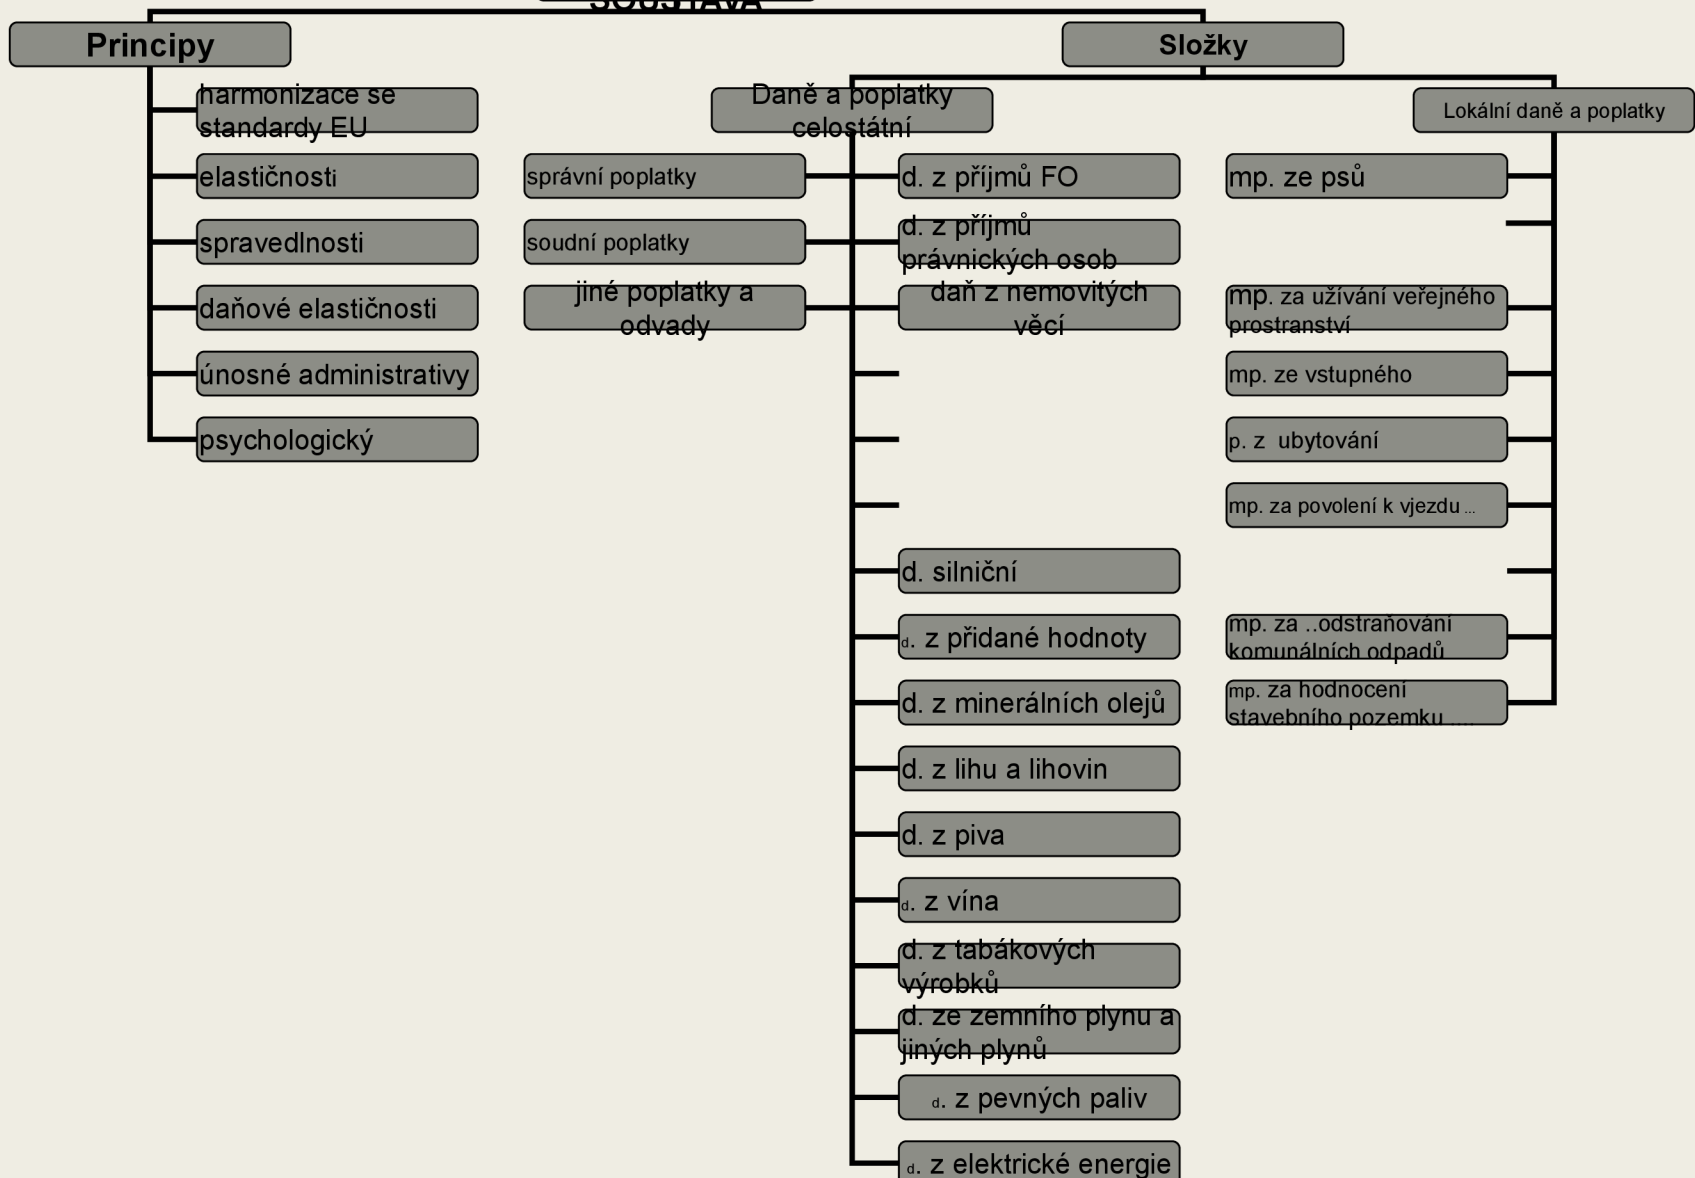 SOUSTAVA
Principy
harmonizace se
standardy EU
elastičnosti
spravedlnosti
daňové elastičnosti
únosné administrativy
psychologický
Složky
Daně a poplatky
celostátní
správní poplatky
soudní poplatky
jiné poplatky a
odvady
d. z příjmů FO
d. z příjmů
právnických osob
daň z nemovitých
věcí
d. silniční
d. z přidané hodnoty
d. z minerálních olejů
d. z lihu a lihovin
d. z piva
d. z vína
d. z tabákových
výrobků
d. ze zemního plynu a
jiných plynů
d. z pevných paliv
d. z elektrické energie
Lokální daně a poplatky
mp. ze psů
mp. za užívání veřejného
prostranství
mp. ze vstupného
p. z  ubytování
mp. za povolení k vjezdu ...
mp. za ..odstraňování
komunálních odpadů
mp. za hodnocení
stavebního pozemku ....